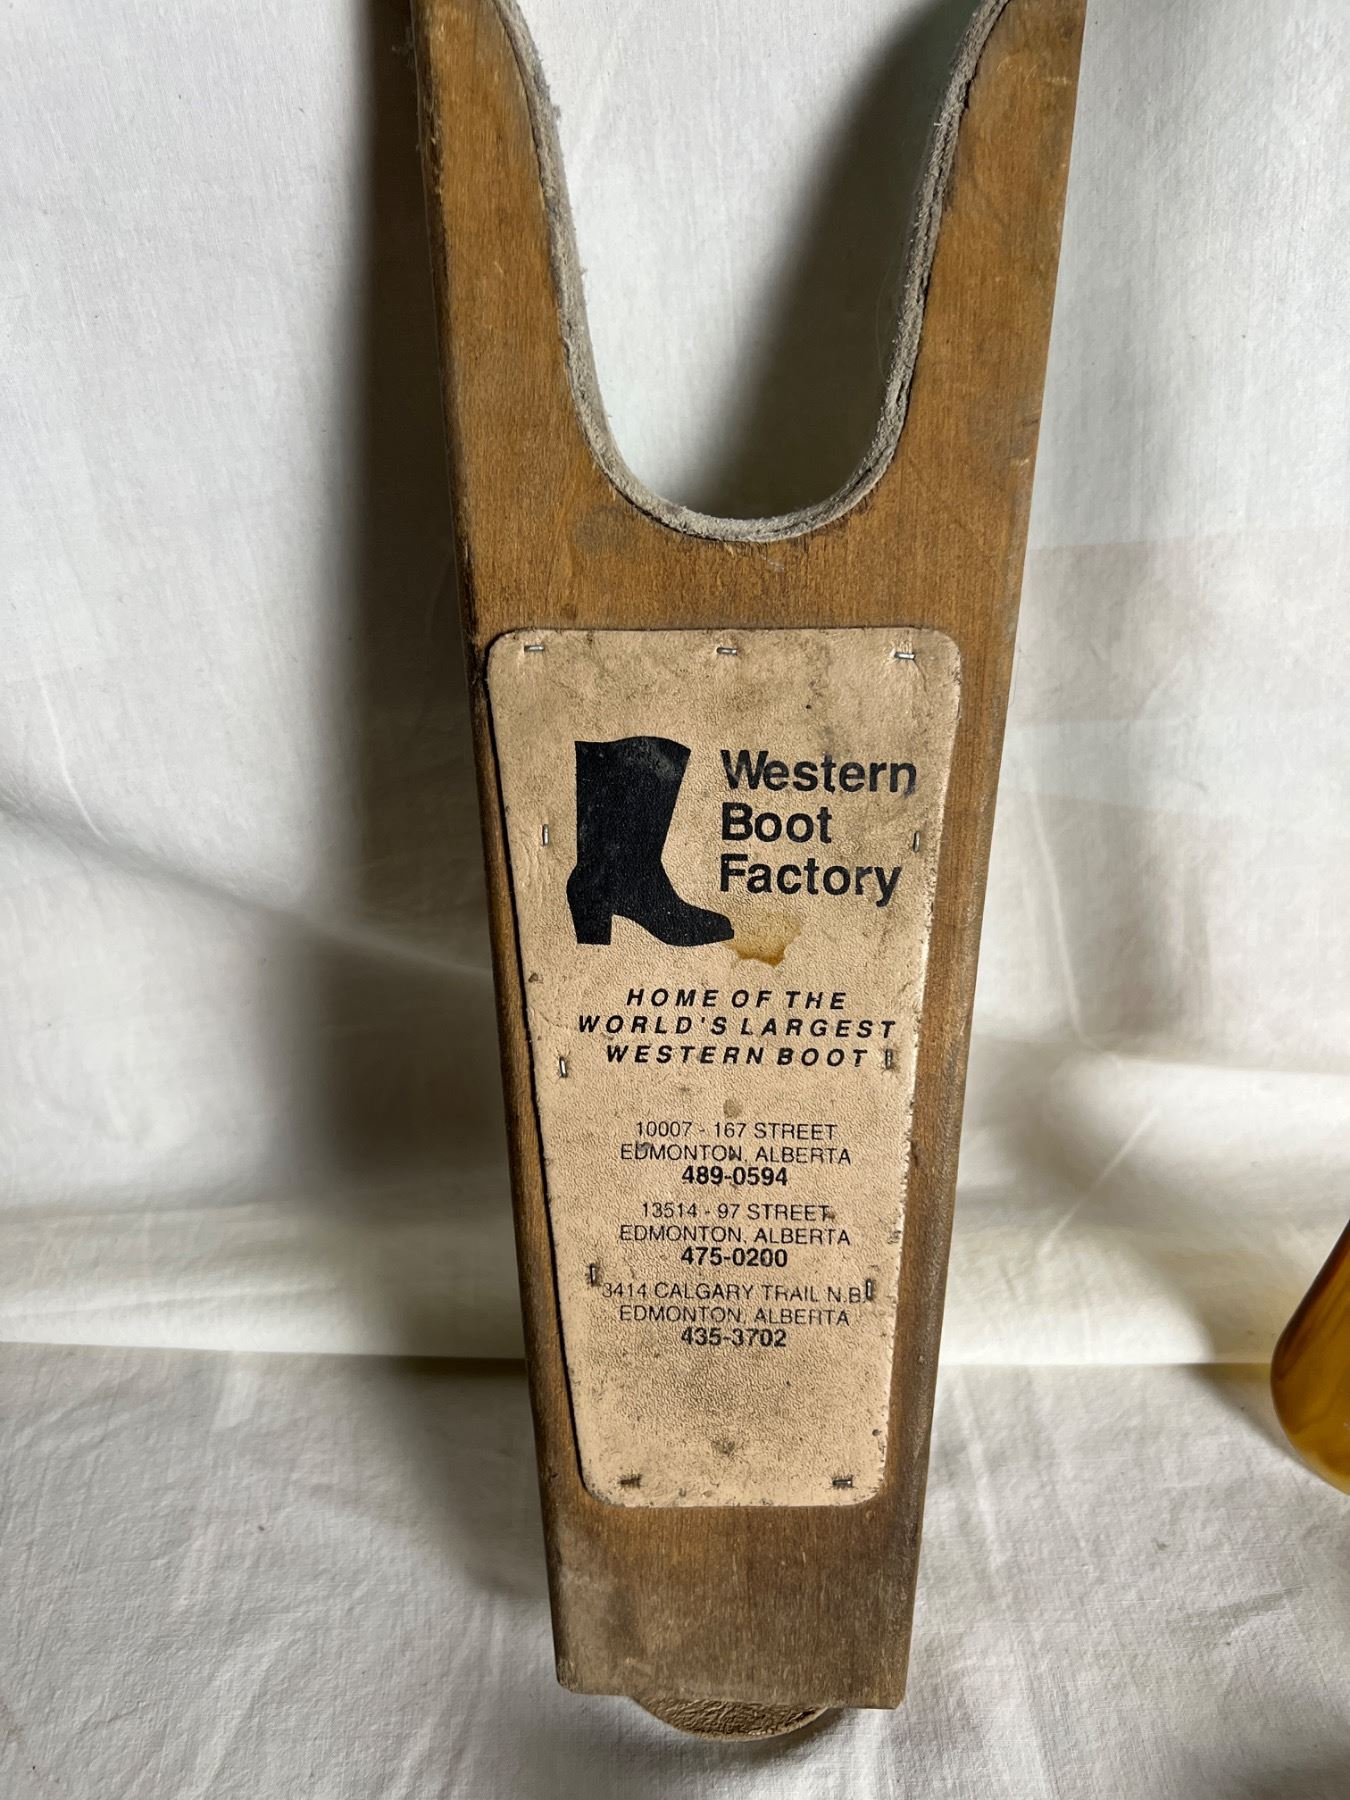 Western
Boot
Factory
HOME OF THE
WORLD'S LARGEST
WESTERN BOOT
10007 - 167 STREET
EDMONTON, ALBERTA
489-0594
13514 - 97 STREET
EDMONTON, ALBERTA
475-0200
3414 CALGARY TRAIL N.B.
EDMONTON, ALBERTA
435-3702